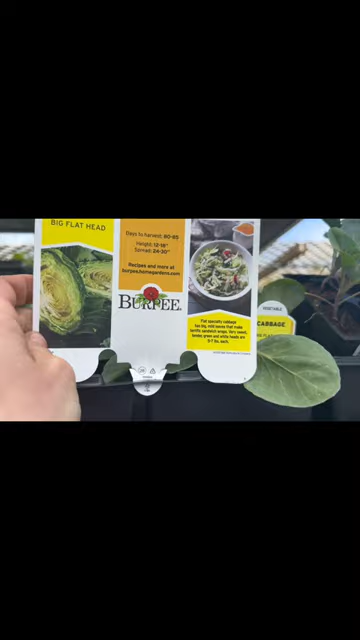 BIG FLAT HEAD
Days to harvest: 80-85
Height: 12-16"
Spread: 24-30"
Recipes and more at
burpee.homegardens.com
BURPEE
Flat specialty cabbage
has big mild leaves that make
terrific sandwich wraps. Very sweet,
tender green and white heads are
5-7 lbs. each.
VEGETABLE
CABBAGE